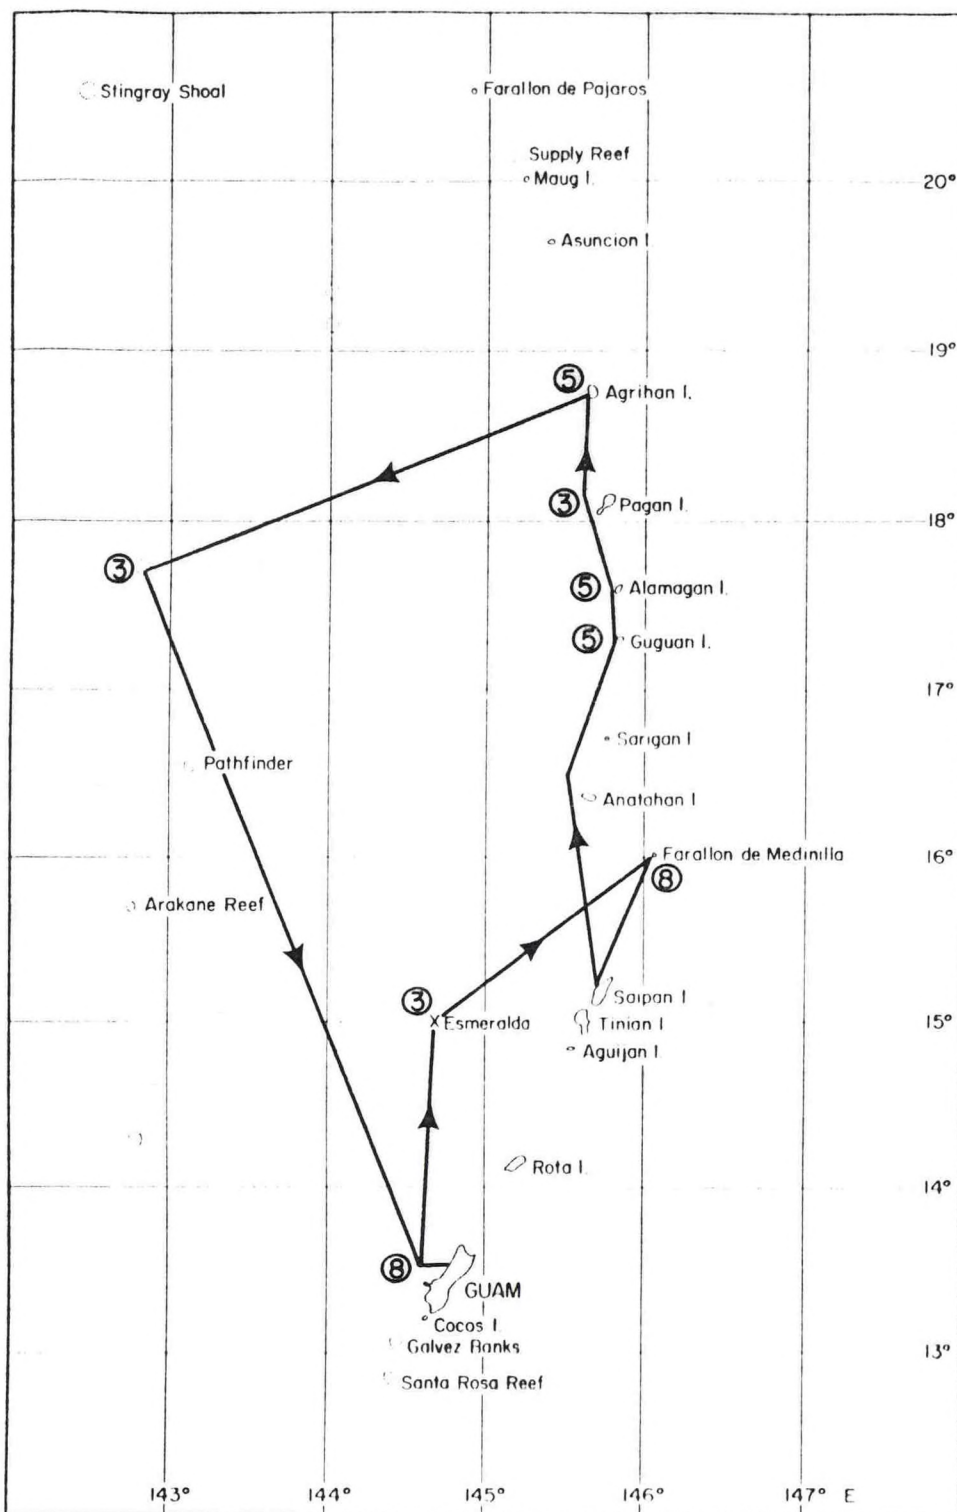 Stingray Shoal
Farallon de Pajaros
Supply Reef
Maug I.
20°
Asuncion I
19°
5
Agrihan I.
3
Pagan I.
18°
3
5
Alamagan I.
5
Guguan I.
17°
Sarigan I
Pathfinder
Anatahan I
Farallon de Medinilla
16°
8
Arakane Reef
Saipan I
3
Esmeralda
Tinian I
15°
Aguijan I
Rota I.
14°
8
GUAM
Cocos I.
Galvez Banks
13°
Santa Rosa Reef
143°
144°
145°
146°
147°
E